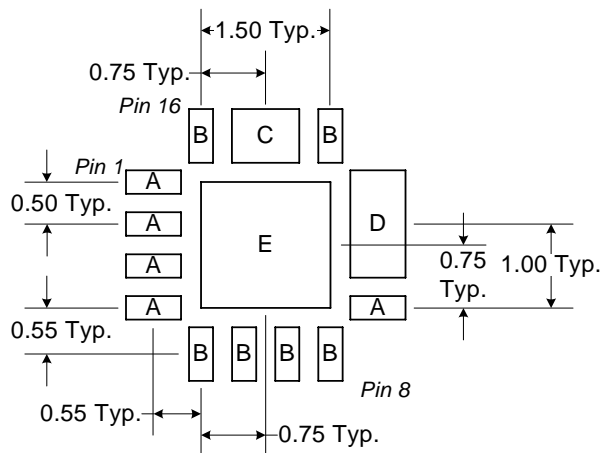 1.50 Typ.
0.75 Typ.
Pin 16
B
C
B
Pin 1
A
0.50 Typ.
A
E
D
A
0.75
Typ.
1.00 Typ.
A
A
0.55 Typ.
B
B
B
B
Pin 8
0.55 Typ.
0.75 Typ.